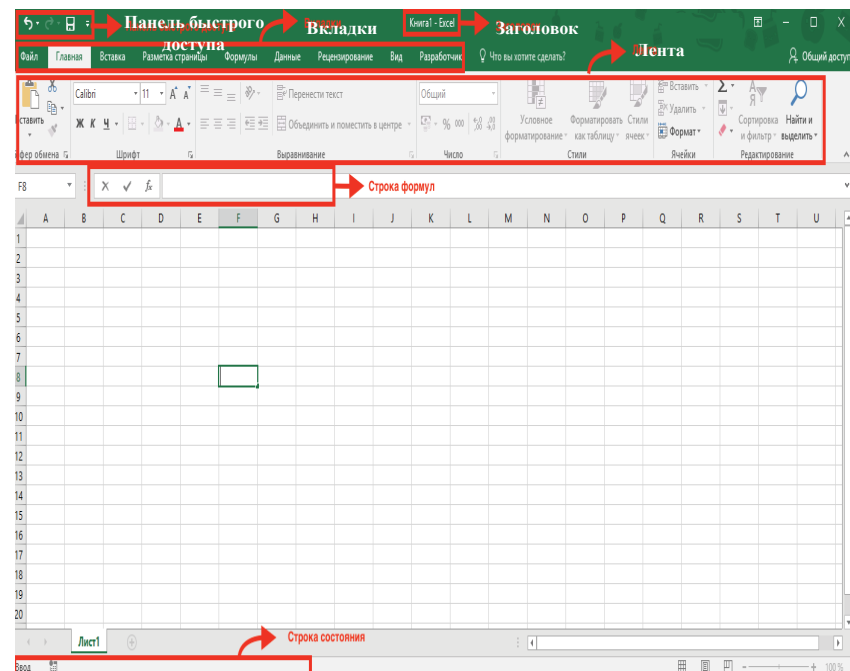 Панель быстрого доступа
Вкладки
Книга1 - Excel
Заголовок
Файл Главная Вставка Разметка страницы Формулы Данные Рецензирование Вид Разработчик Что вы хотите сделать? Общий доступ
Лента
Calibri 11 Перенести текст Общий Вставить Σ
Ж К Ч Объединить и поместить в центре % 000 Удалить
Условное форматирование
Форматировать как таблицу
Стили ячеек
Формат
Сортировка и фильтр
Найти и выделить
Шрифт Выравнивание Число Стили Ячейки Редактирование
F8 fx
Строка формул
A B C D E F G H I J K L M N O P Q R S T U
1
2
3
4
5
6
7
8
9
10
11
12
13
14
15
16
17
18
19
20
Лист1
Строка состояния
Ввод 100 %